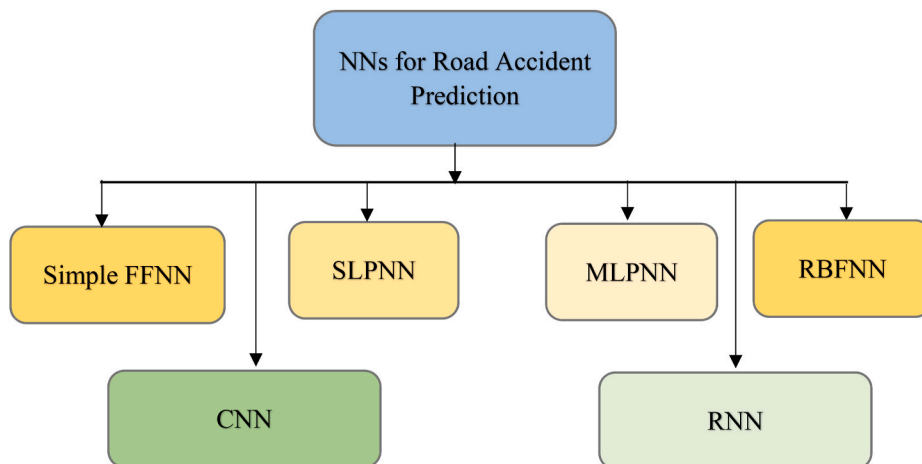 NNs for Road Accident
Prediction
Simple FFNN
SLPNN
MLPNN
RBFNN
CNN
RNN